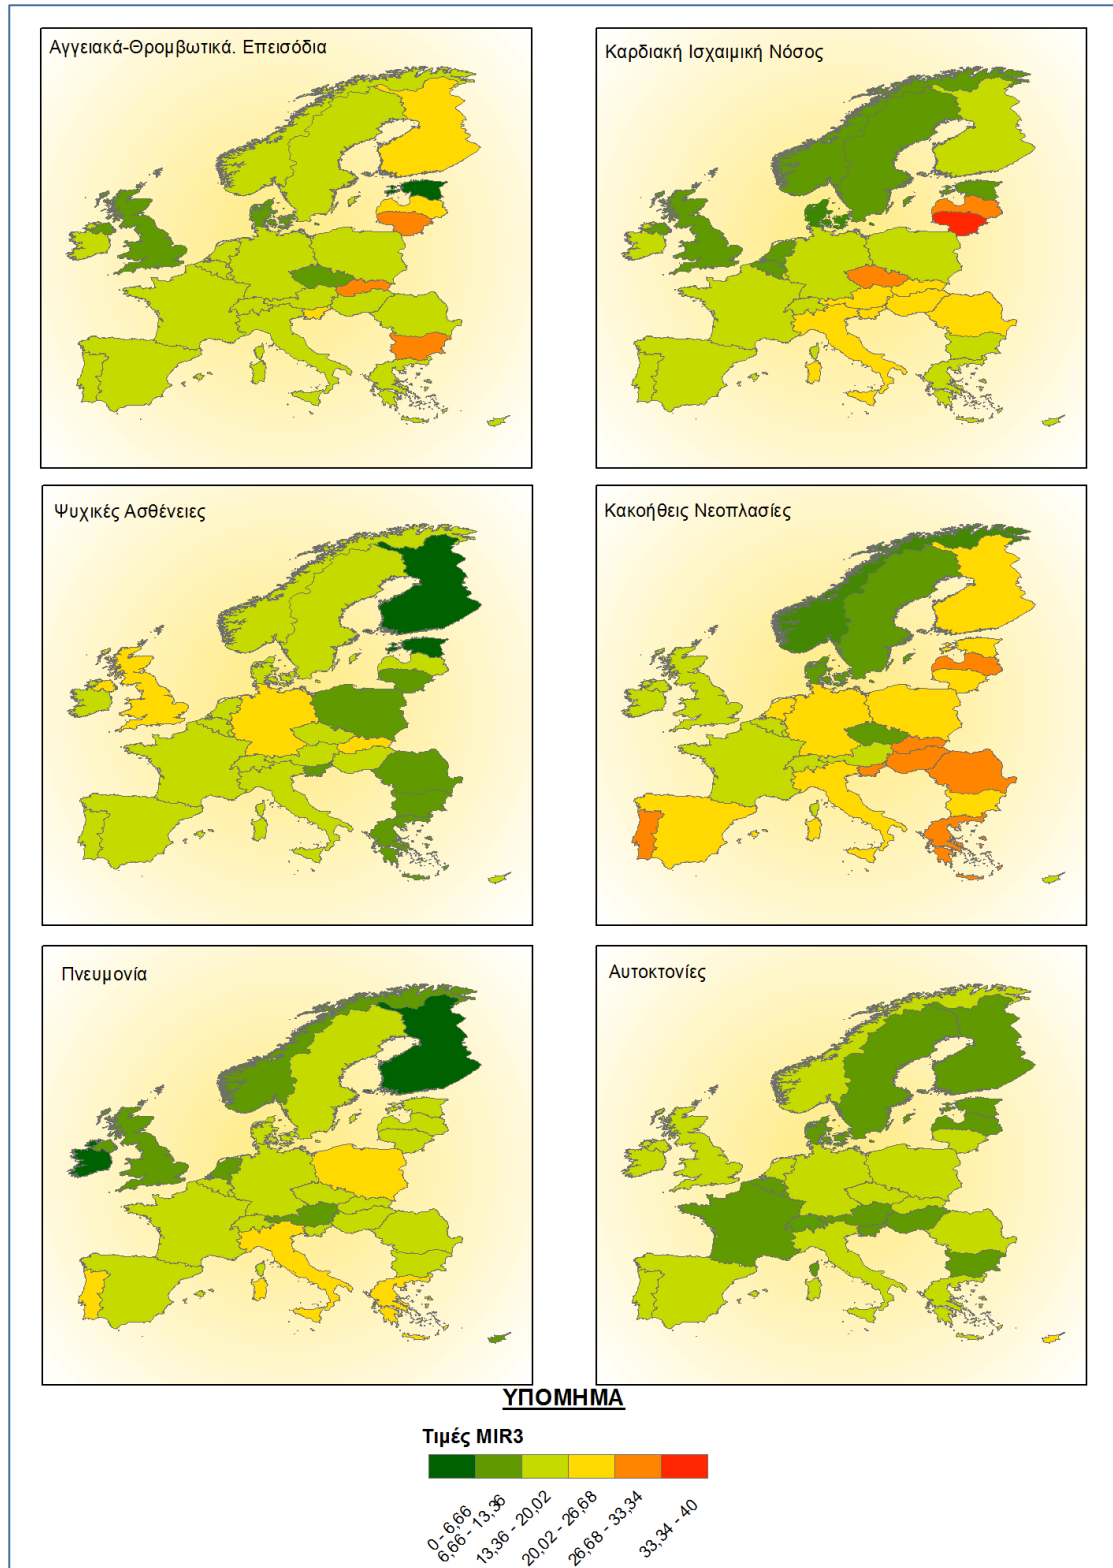 Αγγειακά-Θρομβωτικά. Επεισόδια
Καρδιακή Ισχαιμική Νόσος
Ψυχικές Ασθένειες
Κακοήθεις Νεοπλασίες
Πνευμονία
Αυτοκτονίες
ΥΠΟΜΗΜΑ
Τιμές MIR3
0 - 6,66
6,66 - 13,36
13,36 - 20,02
20,02 - 26,68
26,68 - 33,34
33,34 - 40